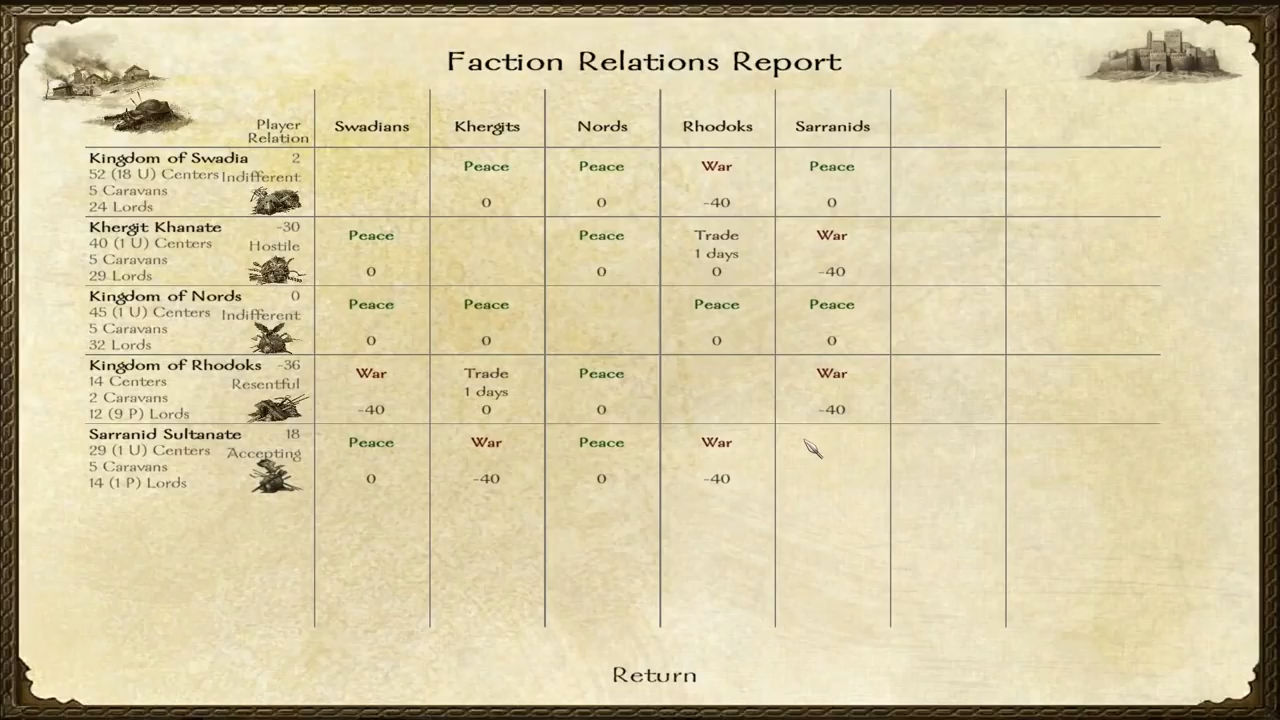 Faction Relations Report
Player
Relation
Swadians Khergits Nords Rhodoks Sarranids
Kingdom of Swadia 2 Peace Peace War Peace
52 (18 U) Centers Indifferent
5 Caravans
24 Lords 0 0 -40 0
Khergit Khanate -30 Peace Peace Trade War
40 (1 U) Centers Hostile 1 days
5 Caravans
29 Lords 0 0 0 -40
Kingdom of Nords 0 Peace Peace Peace Peace
45 (1 U) Centers Indifferent
5 Caravans
32 Lords 0 0 0 0
Kingdom of Rhodoks -36 War Trade Peace War
14 Centers Resentful 1 days
2 Caravans
12 (9 P) Lords -40 0 0 -40
Sarranid Sultanate 18 Peace War Peace War
29 (1 U) Centers Accepting
5 Caravans
14 (1 P) Lords 0 -40 0 -40
Return